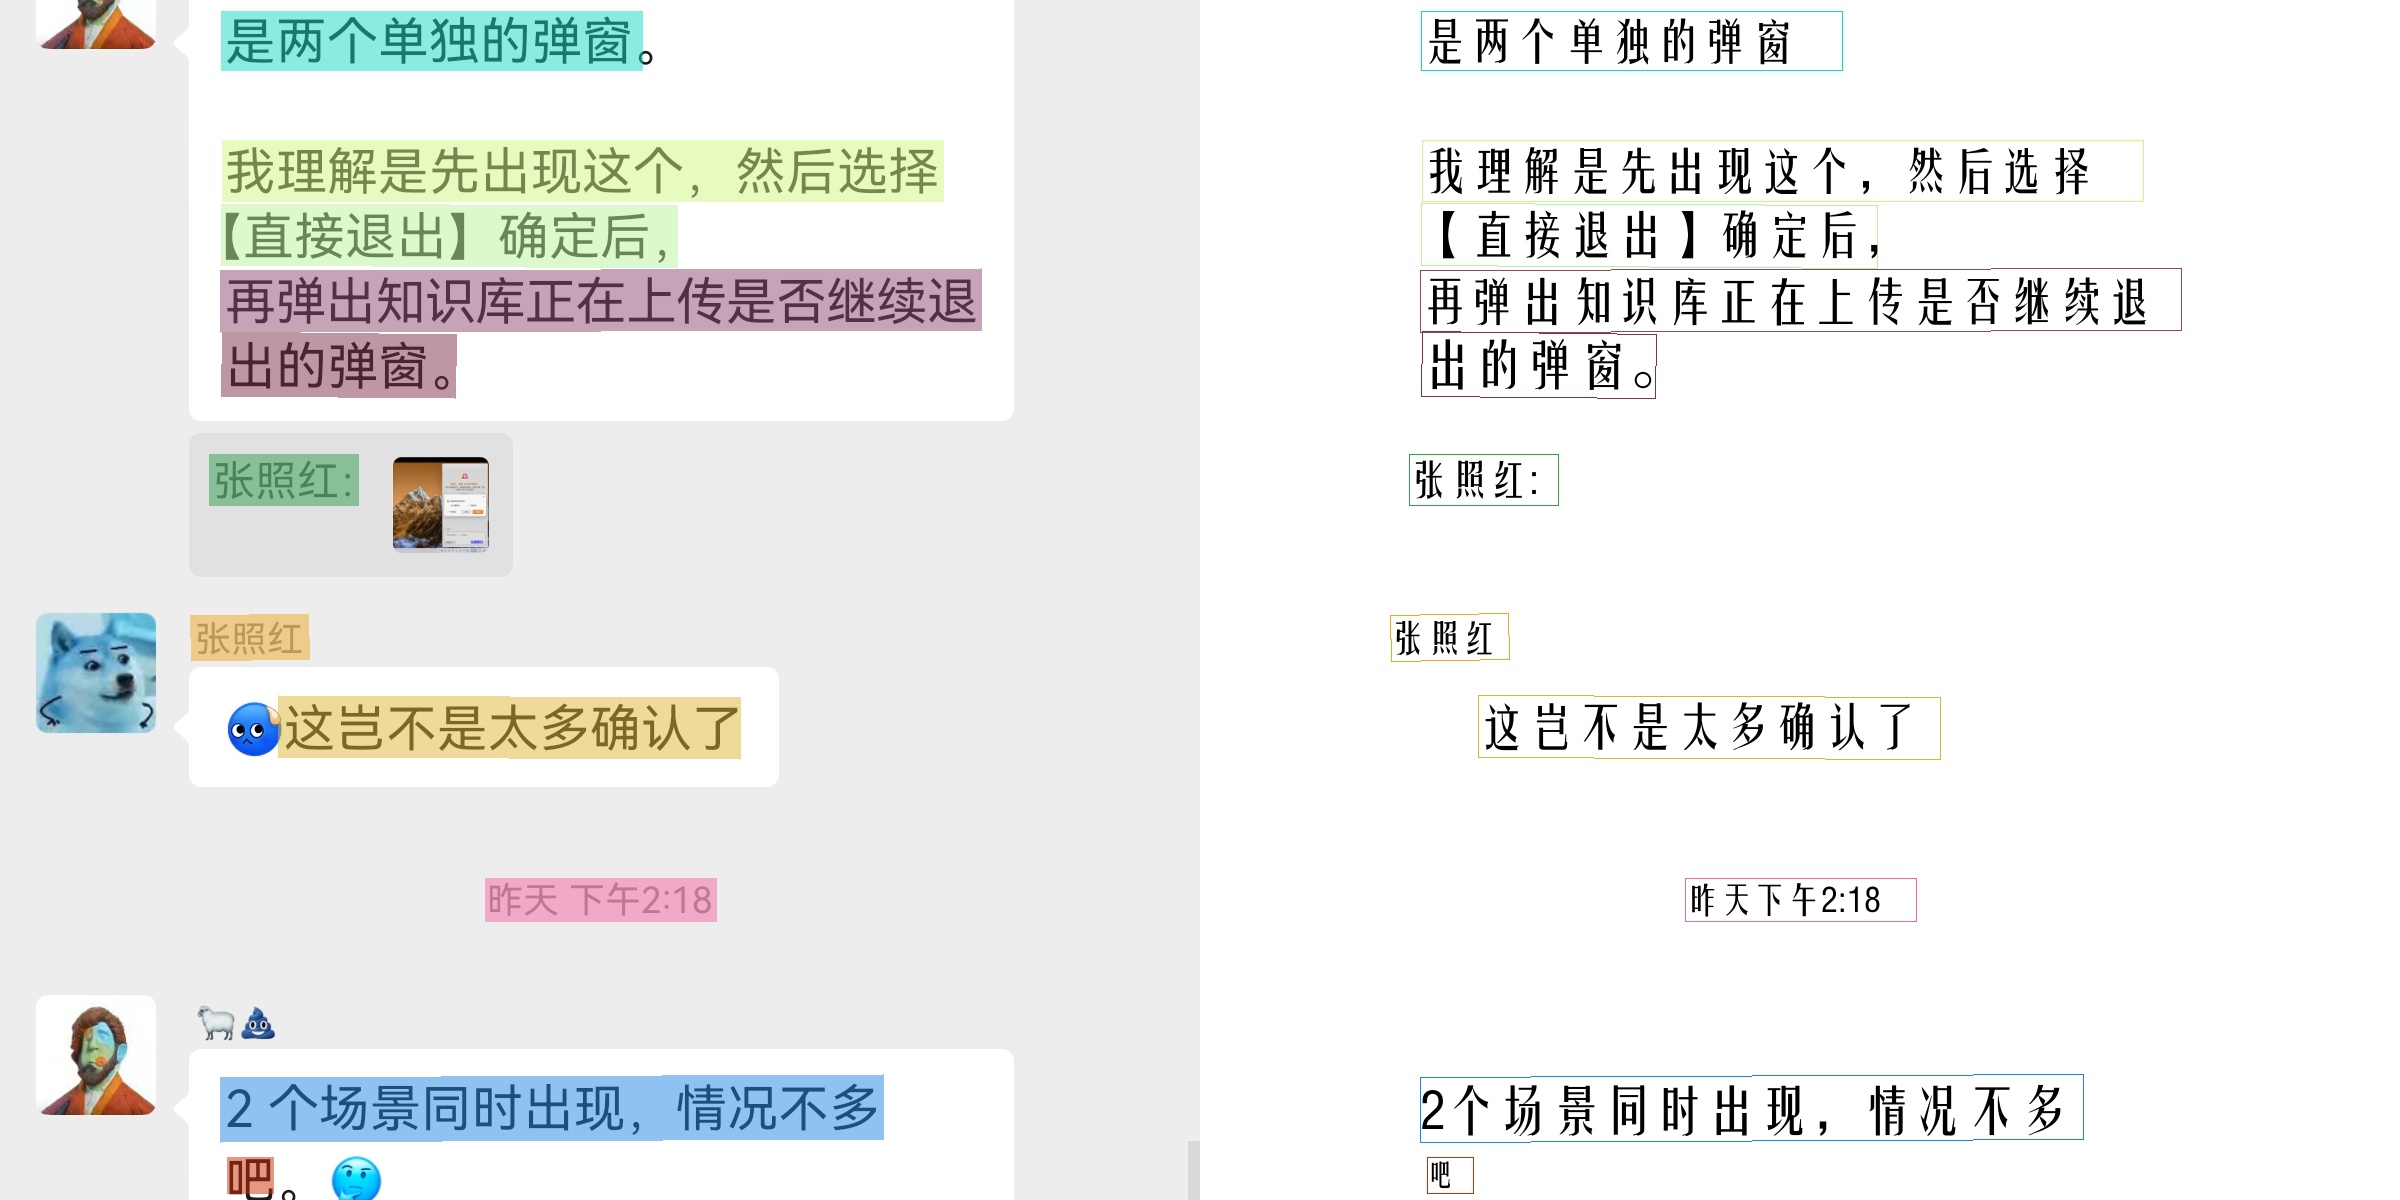 是两个单独的弹窗。
我理解是先出现这个，然后选择
【直接退出】确定后，
再弹出知识库正在上传是否继续退
出的弹窗。
张照红:
张照红
这岂不是太多确认了
昨天 下午2:18
2 个场景同时出现，情况不多
吧。
是两个单独的弹窗
我理解是先出现这个，然后选择
【直接退出】确定后，
再弹出知识库正在上传是否继续退
出的弹窗。
张照红:
张照红
这岂不是太多确认了
昨天下午2:18
2个场景同时出现，情况不多
吧